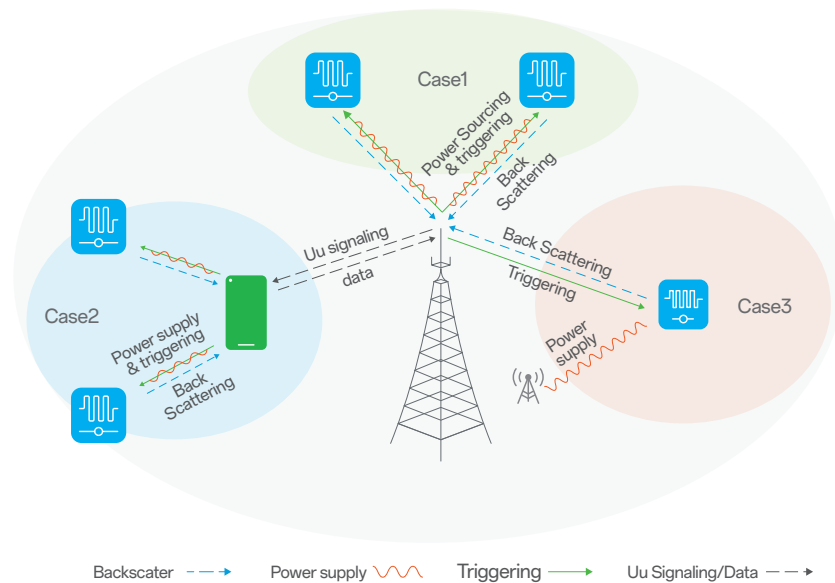 Case1
Power Sourcing
& triggering
Back
Scattering
Uu signaling
data
Back Scattering
Triggering
Case2
Power supply
& triggering
Back
Scattering
Case3
Power
supply
Backscater
Power supply
Triggering
Uu Signaling/Data